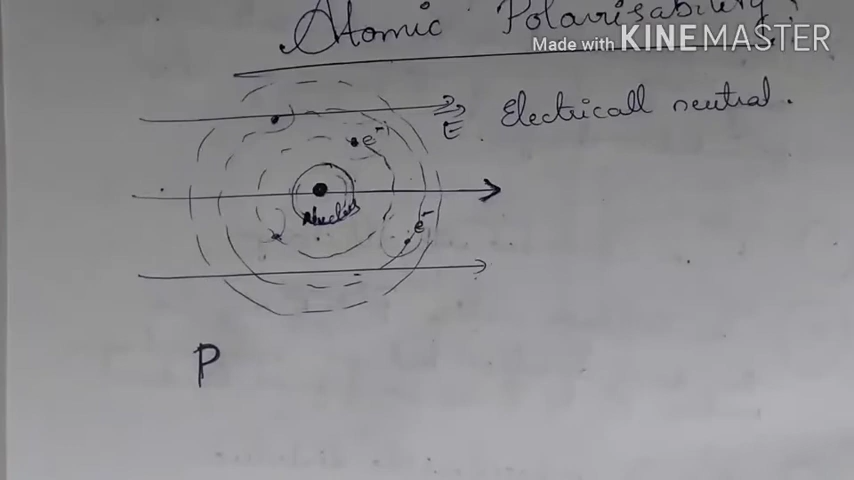 Atomic Polarisability:
Made with KINEMASTER
E
Electricall neutral.
e-
Nucleus
e-
P